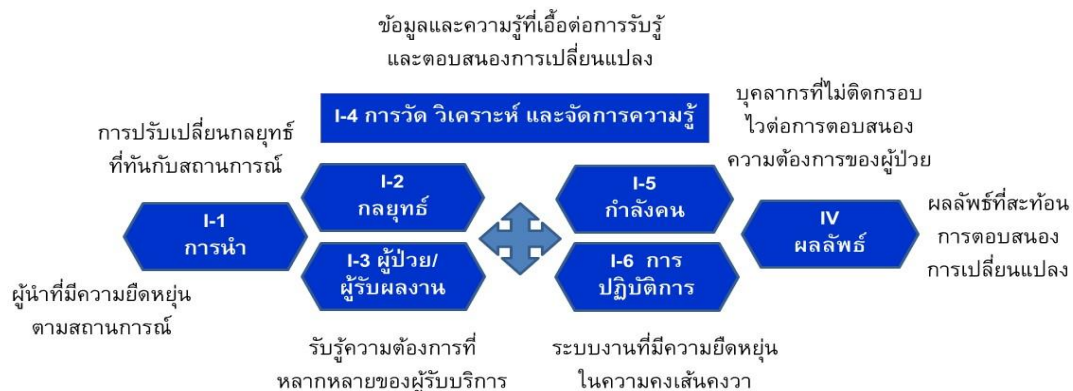 ข้อมูลและความรู้ที่เอื้อต่อการรับรู้
และตอบสนองการเปลี่ยนแปลง
I-4 การวัด วิเคราะห์ และจัดการความรู้
บุคลากรที่ไม่ติดกรอบ
ไวต่อการตอบสนอง
ความต้องการของผู้ป่วย
การปรับเปลี่ยนกลยุทธ์
ที่ทันกับสถานการณ์
I-2
กลยุทธ์
I-5
กำลังคน
I-1
การนำ
IV
ผลลัพธ์
ผลลัพธ์ที่สะท้อน
การตอบสนอง
การเปลี่ยนแปลง
I-3 ผู้ป่วย/
ผู้รับผลงาน
I-6 การ
ปฏิบัติการ
ผู้นำที่มีความยืดหยุ่น
ตามสถานการณ์
รับรู้ความต้องการที่
หลากหลายของผู้รับบริการ
ระบบงานที่มีความยืดหยุ่น
ในความคงเส้นคงวา